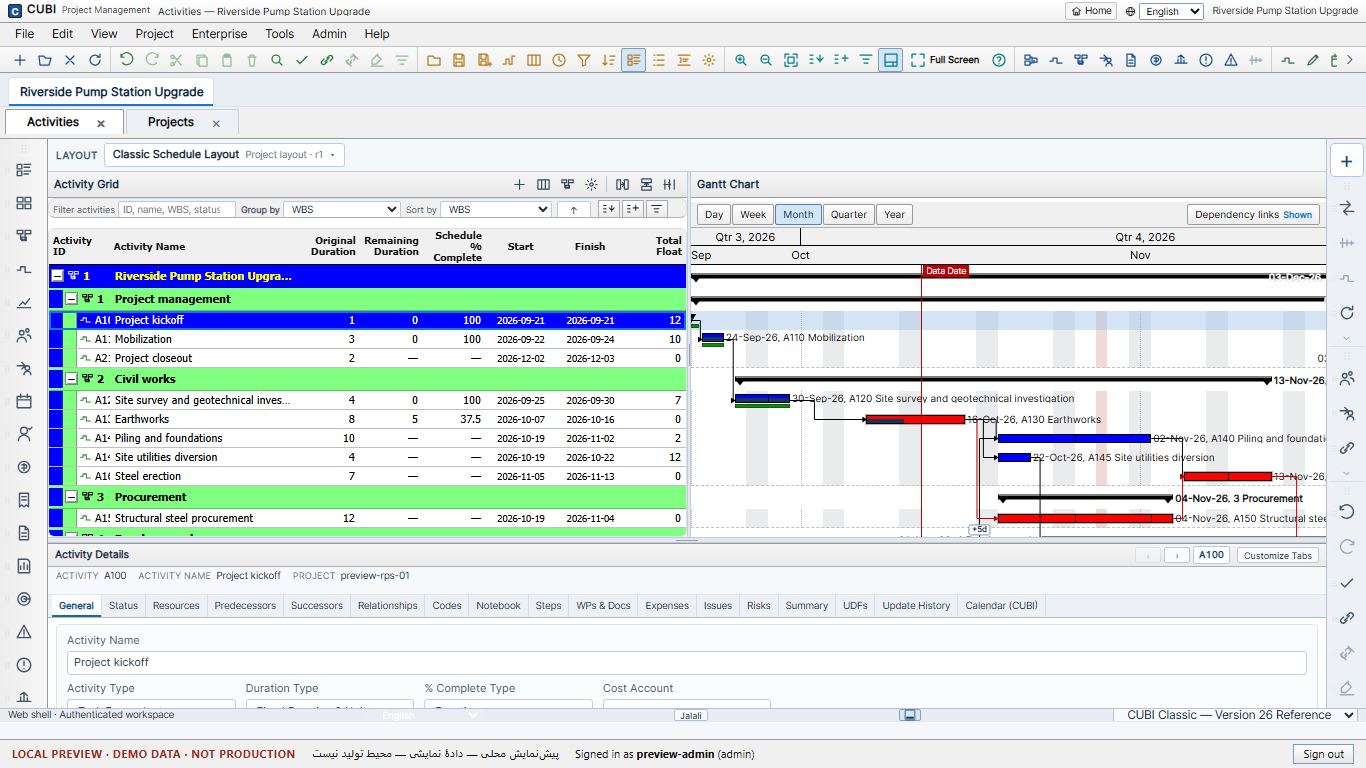 CUBI Project Management Activities — Riverside Pump Station Upgrade Home English Riverside Pump Station Upgrade
File Edit View Project Enterprise Tools Admin Help
Full Screen
Riverside Pump Station Upgrade
Activities Projects
LAYOUT Classic Schedule Layout Project layout · r1
Activity Grid
Filter activities ID, name, WBS, status Group by WBS Sort by WBS
Activity ID Activity Name Original Duration Remaining Duration Schedule % Complete Start Finish Total Float
1 Riverside Pump Station Upgra...
1 Project management
A10 Project kickoff 1 0 100 2026-09-21 2026-09-21 12
A11 Mobilization 3 0 100 2026-09-22 2026-09-24 10
A21 Project closeout 2 — — 2026-12-02 2026-12-03 0
2 Civil works
A12 Site survey and geotechnical inves... 4 0 100 2026-09-25 2026-09-30 7
A13 Earthworks 8 5 37.5 2026-10-07 2026-10-16 0
A14 Piling and foundations 10 — — 2026-10-19 2026-11-02 2
A14 Site utilities diversion 4 — — 2026-10-19 2026-10-22 12
A16 Steel erection 7 — — 2026-11-05 2026-11-13 0
3 Procurement
A15 Structural steel procurement 12 — — 2026-10-19 2026-11-04 0
Gantt Chart
Day Week Month Quarter Year Dependency links Shown
Qtr 3, 2026 Qtr 4, 2026
Sep Oct Nov
Data Date 03-Dec-26
24-Sep-26, A110 Mobilization
03
13-Nov-26,
30-Sep-26, A120 Site survey and geotechnical investigation
16-Oct-26, A130 Earthworks
02-Nov-26, A140 Piling and foundati
22-Oct-26, A145 Site utilities diversion
13-Nov-26,
04-Nov-26, 3 Procurement
04-Nov-26, A150 Structural stee
+5d
Activity Details A100 Customize Tabs
ACTIVITY A100 ACTIVITY NAME Project kickoff PROJECT preview-rps-01
General Status Resources Predecessors Successors Relationships Codes Notebook Steps WPs & Docs Expenses Issues Risks Summary UDFs Update History Calendar (CUBI)
Activity Name
Project kickoff
Activity Type Duration Type % Complete Type Cost Account
Web shell · Authenticated workspace English Jalali CUBI Classic — Version 26 Reference
LOCAL PREVIEW · DEMO DATA · NOT PRODUCTION پیش‌نمایش محلی — دادهٔ نمایشی — محیط تولید نیست Signed in as preview-admin (admin) Sign out